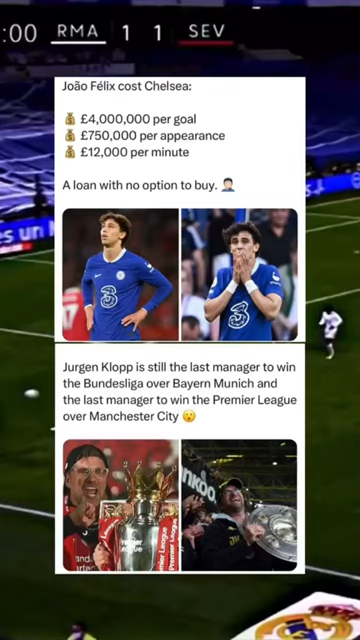 :00 RMA 1 1 SEV
João Félix cost Chelsea:
💰 £4,000,000 per goal
💰 £750,000 per appearance
💰 £12,000 per minute
A loan with no option to buy. 🤦🏻‍♂️
3
3
Jurgen Klopp is still the last manager to win
the Bundesliga over Bayern Munich and
the last manager to win the Premier League
over Manchester City 😮